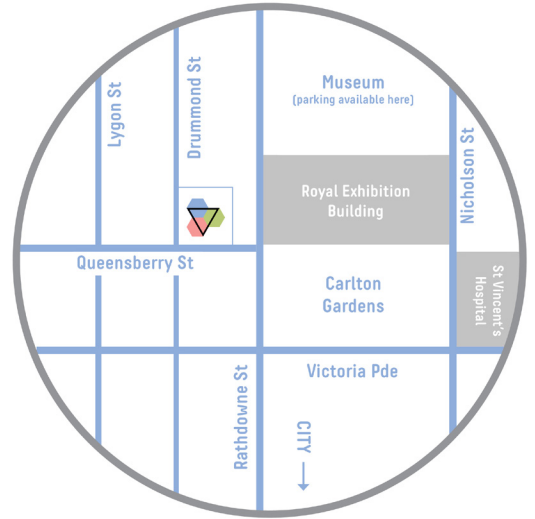 Lygon St
Drummond St
Museum
(parking available here)
Nicholson St
Royal Exhibition
Building
Queensberry St
Carlton
Gardens
St Vincent's
Hospital
Rathdowne St
Victoria Pde
CITY